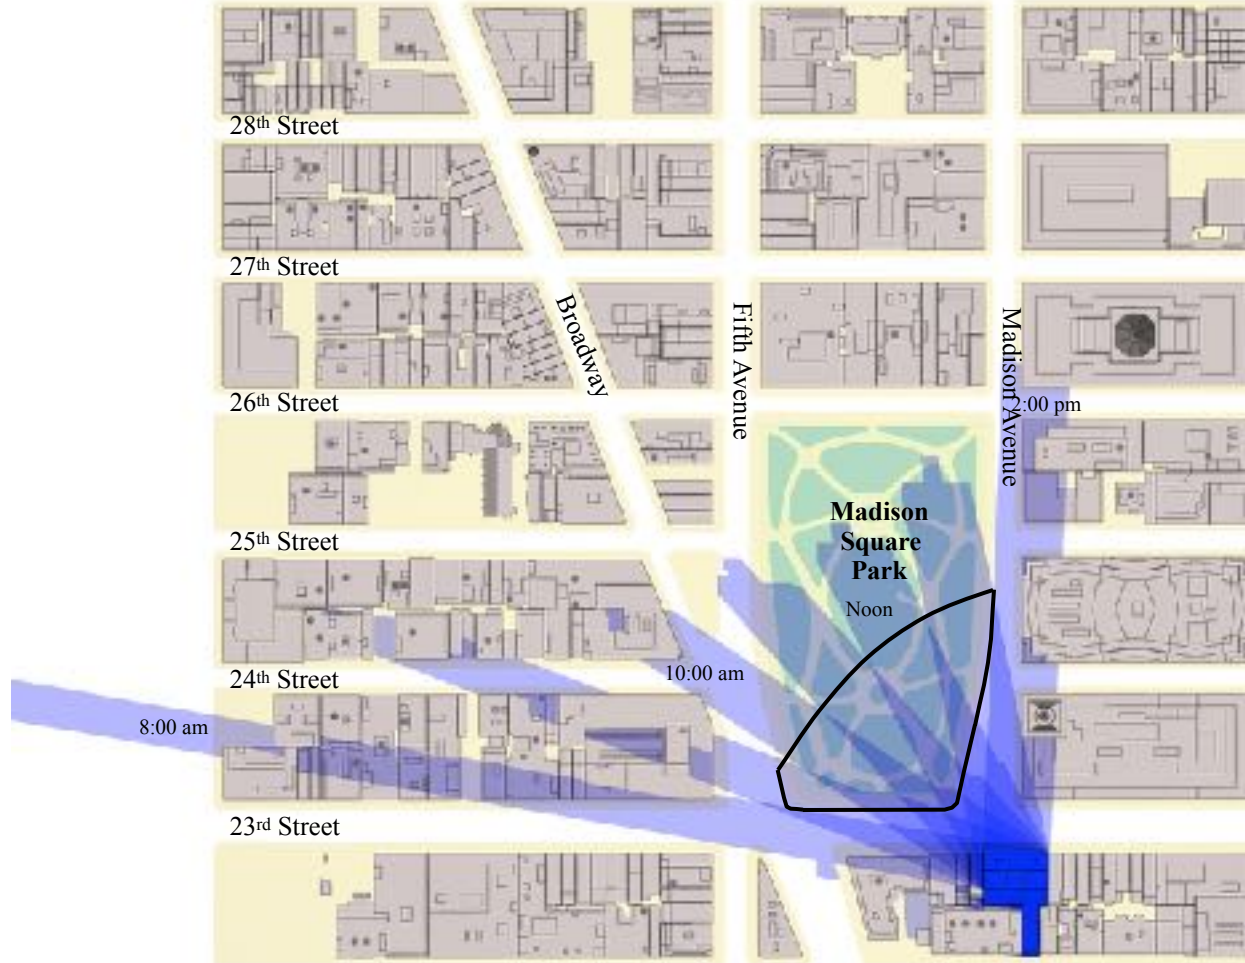 28th Street
27th Street
Broadway
Fifth Avenue
Madison Avenue
26th Street
2:00 pm
Madison
Square
Park
25th Street
Noon
24th Street
10:00 am
8:00 am
23rd Street